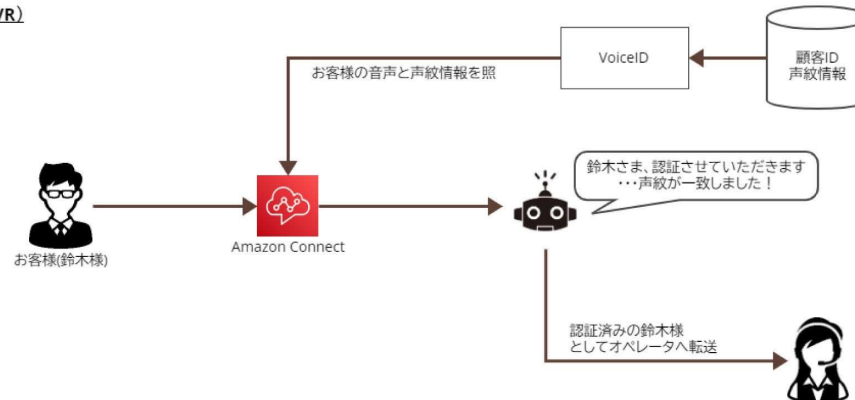 VR）
VoiceID
顧客ID
声紋情報
お客様の音声と声紋情報を照
鈴木さま、認証させていただきます
・・・声紋が一致しました！
Amazon Connect
お客様(鈴木様)
認証済みの鈴木様
としてオペレータへ転送